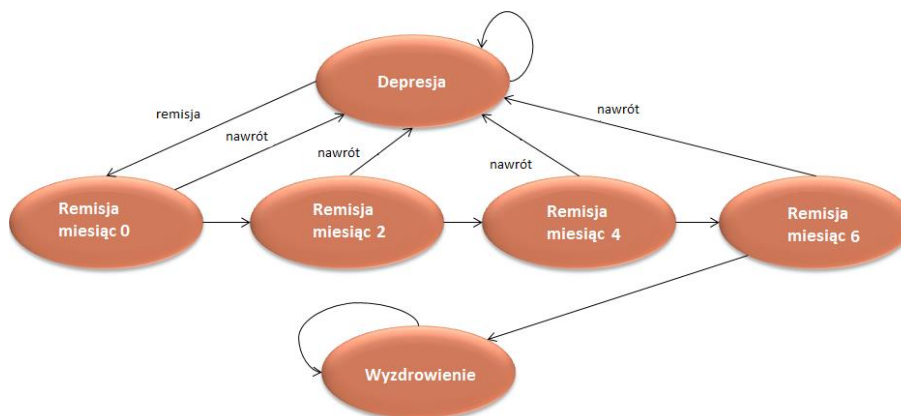 Depresja
remisja
nawrót
nawrót
nawrót
nawrót
Remisja
miesiąc 0
Remisja
miesiąc 2
Remisja
miesiąc 4
Remisja
miesiąc 6
Wyzdrowienie